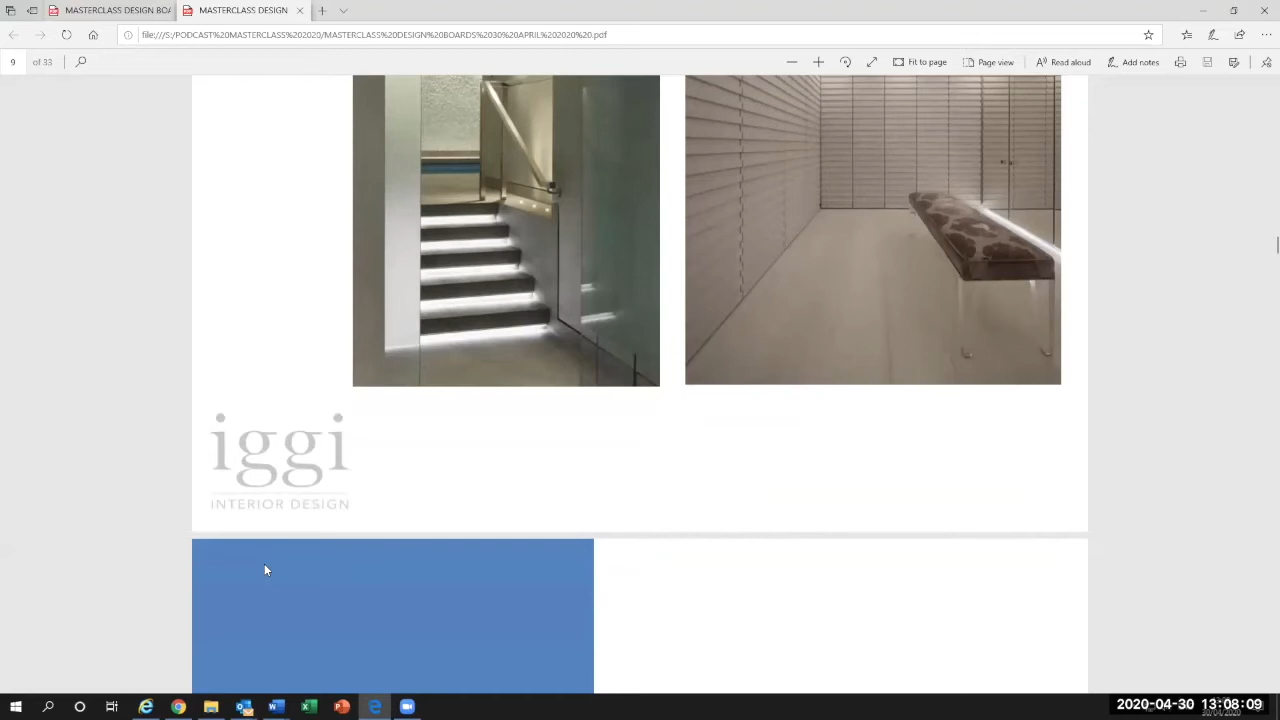 MASTERCLASS DESIGN BOA
MASTERCLASS DESIGN
file:///S:/PODCAST%20MASTERCLASS%202020/MASTERCLASS%20DESIGN%20BOARDS%2030%20APRIL%202020%20.pdf
9 of 33
Fit to page
Page view
Read aloud
Add notes
iggi
INTERIOR DESIGN
2020-04-30 13:08:09